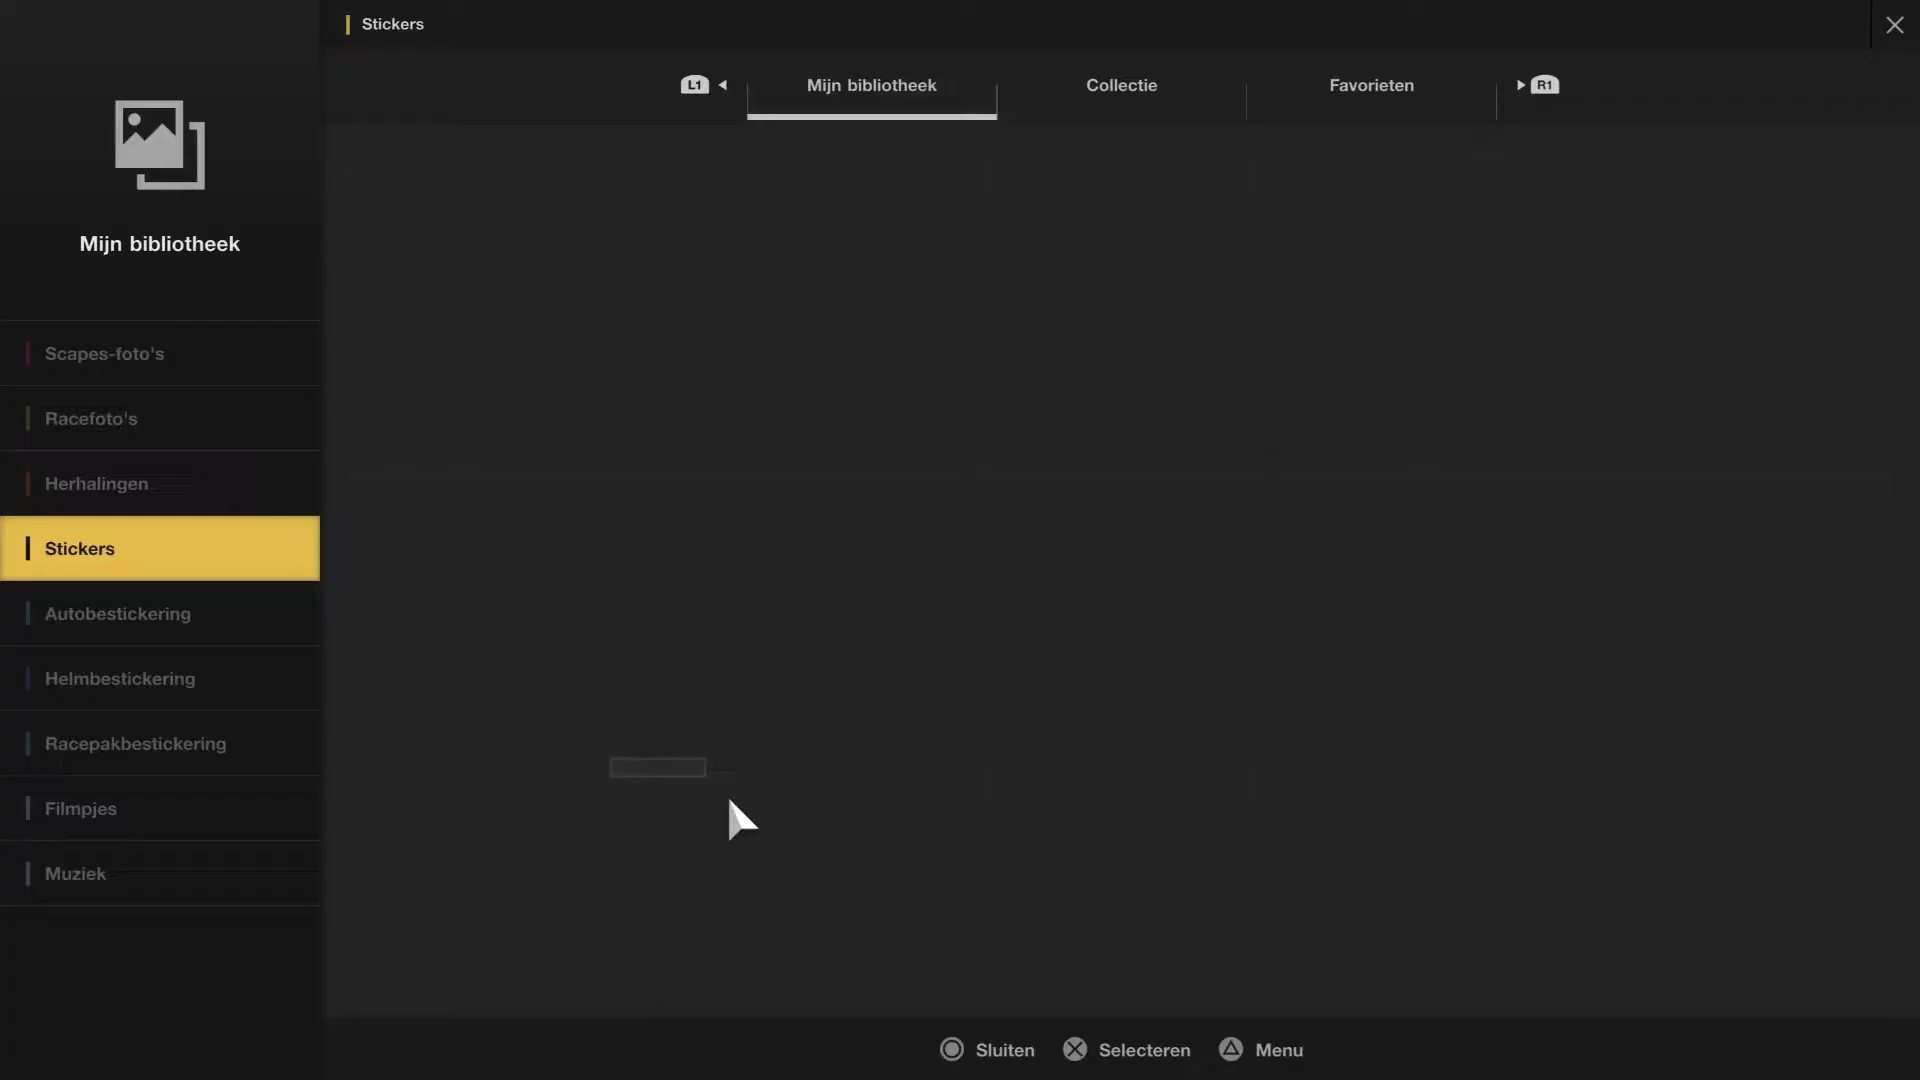 Stickers
L1
Mijn bibliotheek
Collectie
Favorieten
R1
Mijn bibliotheek
Scapes-foto's
Racefoto's
Herhalingen
Stickers
Autobestickering
Helmbestickering
Racepakbestickering
Filmpjes
Muziek
Sluiten
Selecteren
Menu